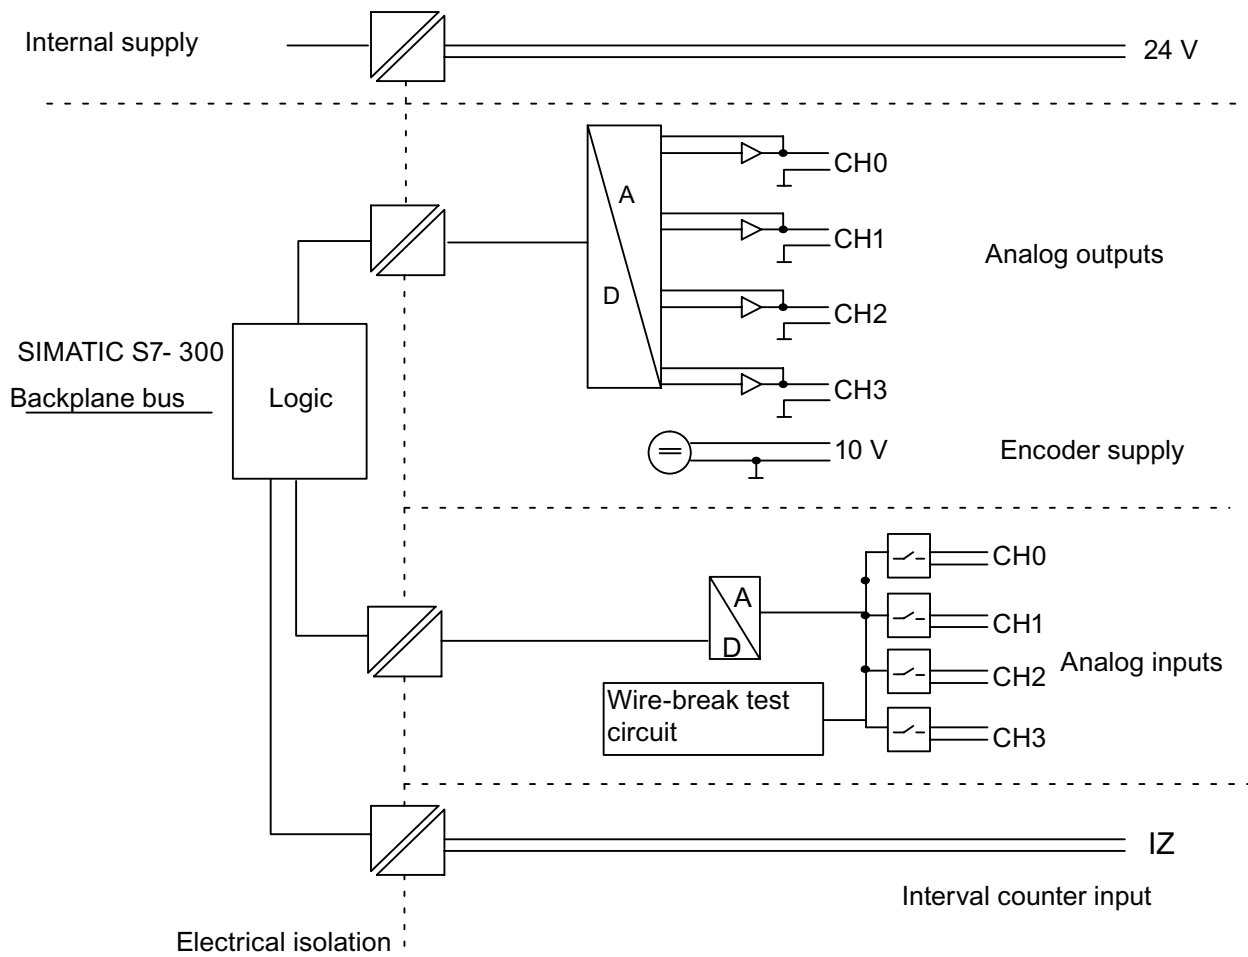 Internal supply
24 V
A
D
CH0
CH1
CH2
CH3
Analog outputs
SIMATIC S7- 300
Backplane bus
Logic
10 V
Encoder supply
A
D
CH0
CH1
CH2
CH3
Analog inputs
Wire-break test
circuit
IZ
Interval counter input
Electrical isolation